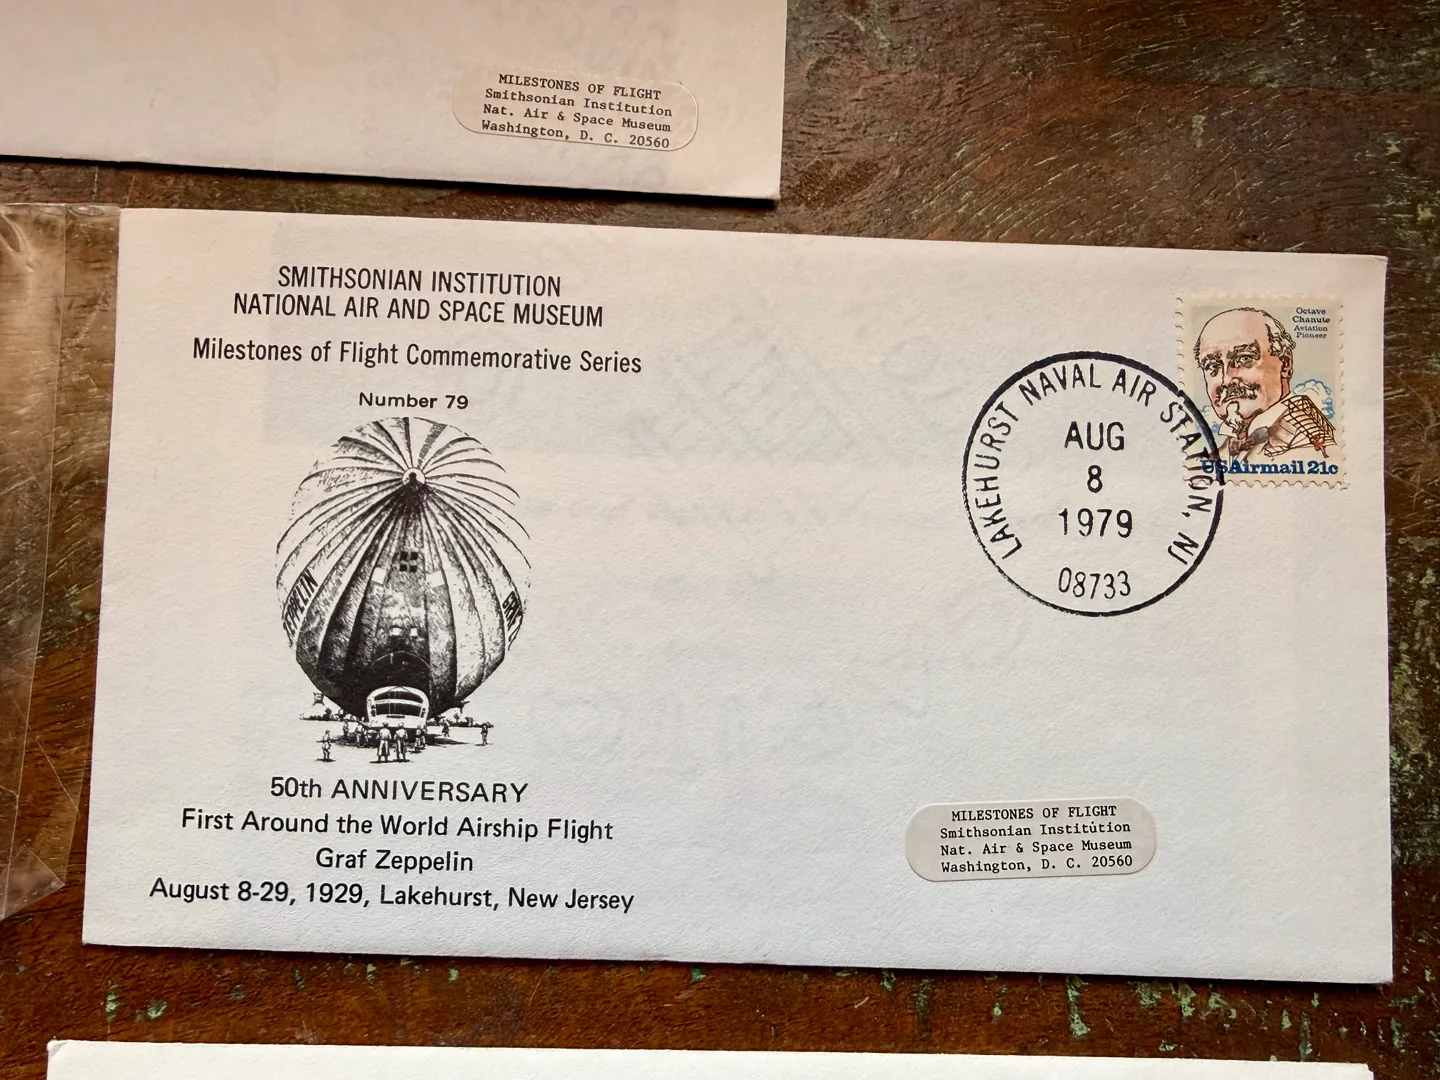 MILESTONES OF FLIGHT
Smithsonian Institution
Nat. Air & Space Museum
Washington, D. C. 20560
SMITHSONIAN INSTITUTION
NATIONAL AIR AND SPACE MUSEUM
Milestones of Flight Commemorative Series
Number 79
ZEPPELIN
GRAF
50th ANNIVERSARY
First Around the World Airship Flight
Graf Zeppelin
August 8-29, 1929, Lakehurst, New Jersey
Octave
Chanute
Aviation
Pioneer
USAirmail 21c
LAKEHURST NAVAL AIR STATION, NJ
AUG
8
1979
08733
MILESTONES OF FLIGHT
Smithsonian Institution
Nat. Air & Space Museum
Washington, D. C. 20560